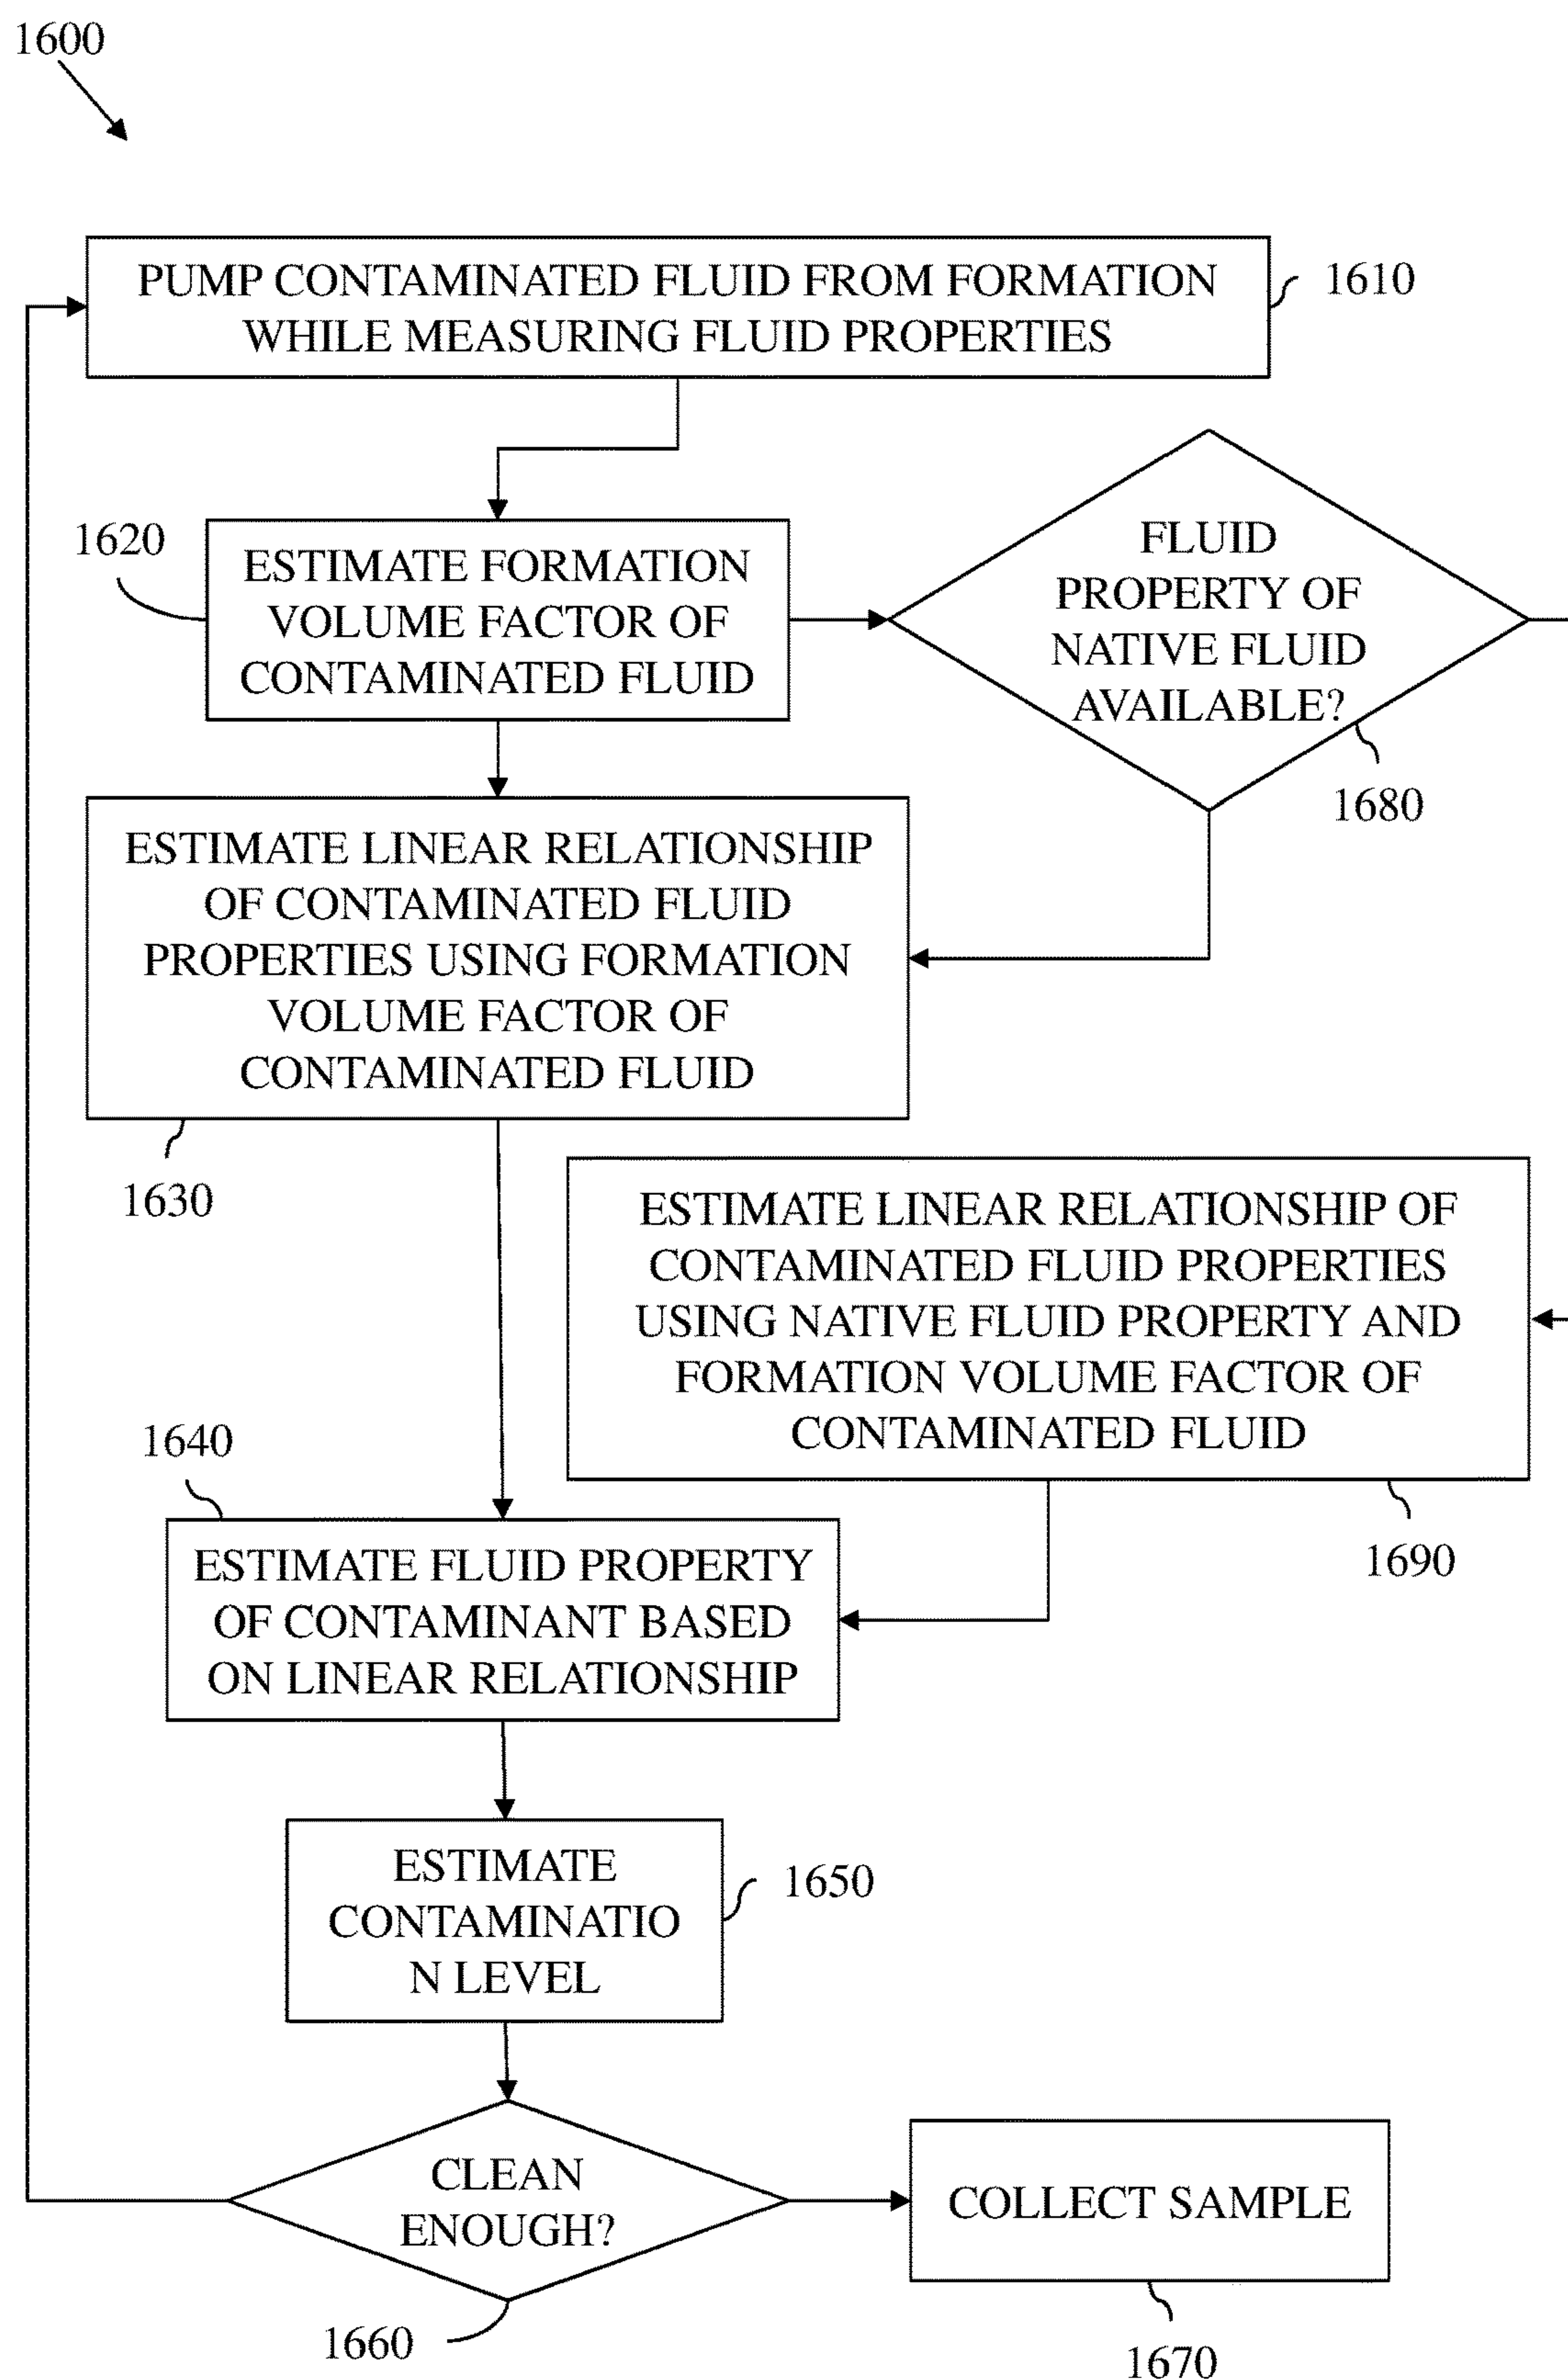 1600
PUMP CONTAMINATED FLUID FROM FORMATION
WHILE MEASURING FLUID PROPERTIES
1610
1620
ESTIMATE FORMATION
VOLUME FACTOR OF
CONTAMINATED FLUID
FLUID
PROPERTY OF
NATIVE FLUID
AVAILABLE?
1680
ESTIMATE LINEAR RELATIONSHIP
OF CONTAMINATED FLUID
PROPERTIES USING FORMATION
VOLUME FACTOR OF
CONTAMINATED FLUID
1630
ESTIMATE LINEAR RELATIONSHIP OF
CONTAMINATED FLUID PROPERTIES
USING NATIVE FLUID PROPERTY AND
FORMATION VOLUME FACTOR OF
CONTAMINATED FLUID
1690
1640
ESTIMATE FLUID PROPERTY
OF CONTAMINANT BASED
ON LINEAR RELATIONSHIP
ESTIMATE
CONTAMINATIO
N LEVEL
1650
CLEAN
ENOUGH?
1660
COLLECT SAMPLE
1670